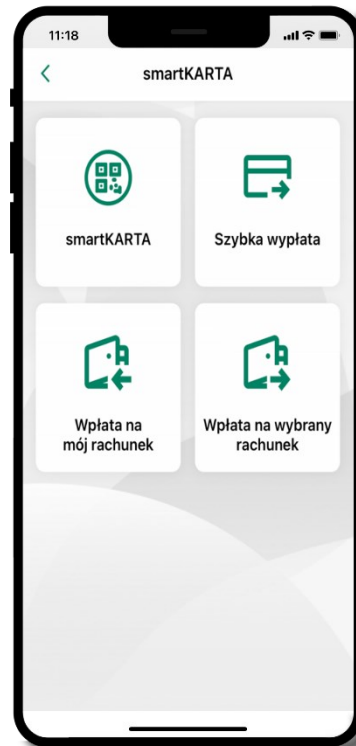 11:18
smartKARTA
smartKARTA
Szybka wypłata
Wpłata na
mój rachunek
Wpłata na wybrany
rachunek